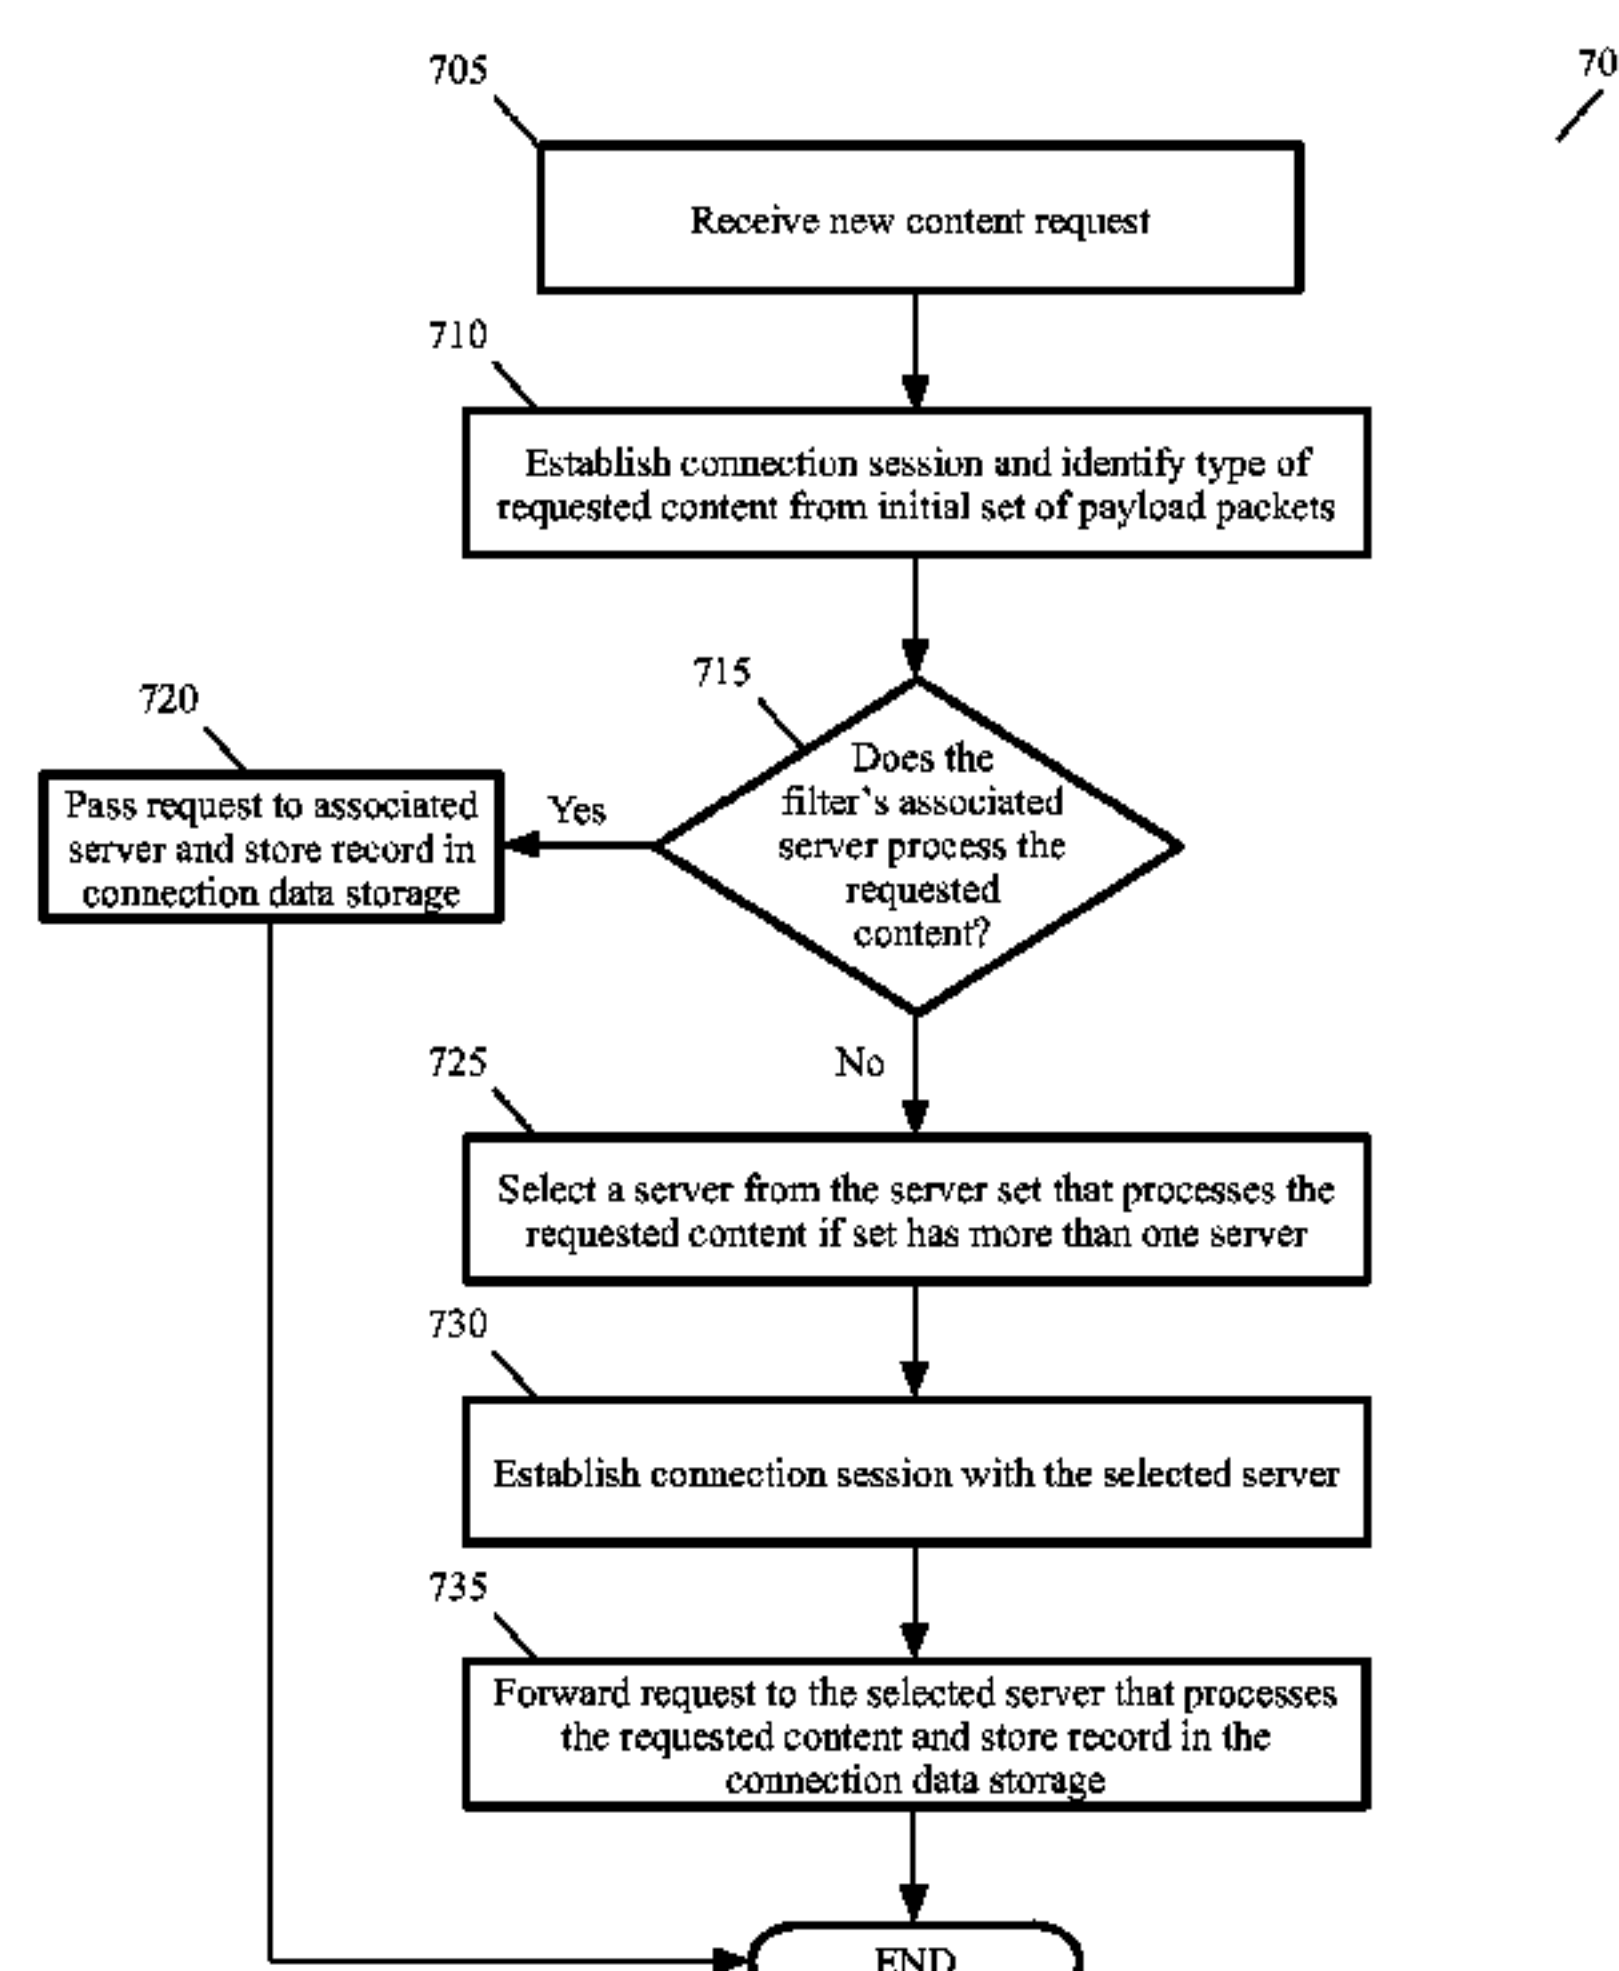 705
70
Receive new content request
710
Establish connection session and identify type of
requested content from initial set of payload packets
715
720
Does the
filter's associated
server process the
requested
content?
Yes
Pass request to associated
server and store record in
connection data storage
No
725
Select a server from the server set that processes the
requested content if set has more than one server
730
Establish connection session with the selected server
735
Forward request to the selected server that processes
the requested content and store record in the
connection data storage
END